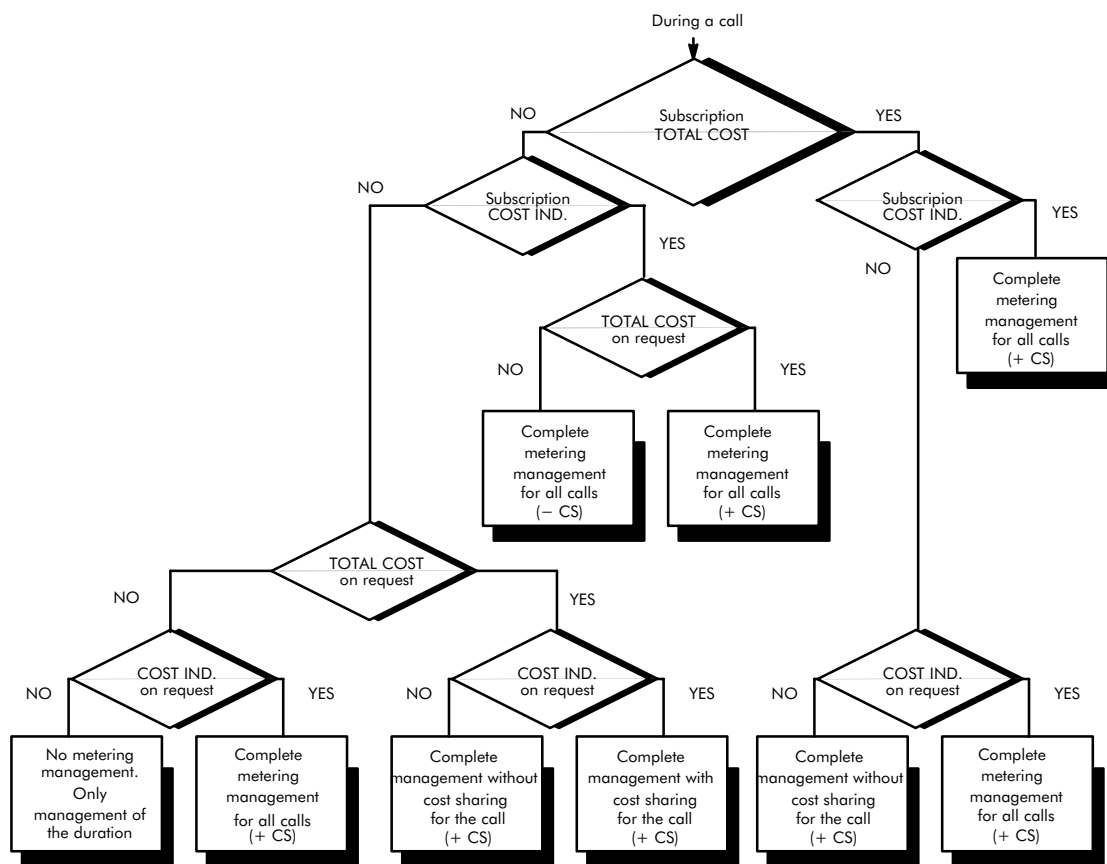 During a call
NO
Subscription
TOTAL COST
YES
NO
Subscription
COST IND.
YES
Subscripion
COST IND.
YES
NO
Complete
metering
management
for all calls
(+ CS)
TOTAL COST
on request
NO
YES
Complete
metering
management
for all calls
(− CS)
Complete
metering
management
for all calls
(+ CS)
TOTAL COST
on request
NO
YES
COST IND.
on request
NO
YES
COST IND.
on request
NO
YES
COST IND.
on request
NO
YES
No metering
management.
Only
management of
the duration
Complete
metering
management
for all calls
(+ CS)
Complete
management without
cost sharing
for the call
(+ CS)
Complete
management with
cost sharing
for the call
(+ CS)
Complete
management without
cost sharing
for the call
(+ CS)
Complete
metering
management
for all calls
(+ CS)